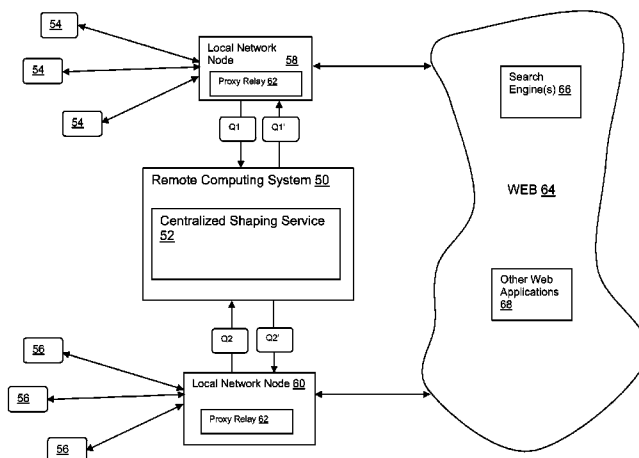 54
54
54
Local Network
Node 58
Proxy Relay 62
Q1
Q1'
Remote Computing System 50
Centralized Shaping Service
52
Search
Engine(s) 66
WEB 64
Other Web
Applications
68
Q2
Q2'
56
56
56
Local Network Node 60
Proxy Relay 62